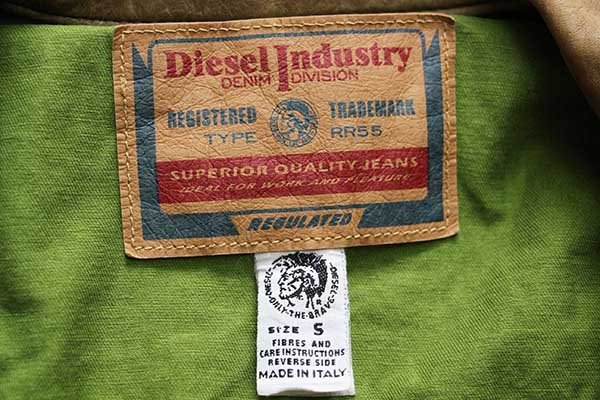 Diesel Industry
DENIM DIVISION
REGISTERED TRADEMARK
TYPE RR55
SUPERIOR QUALITY JEANS
IDEAL FOR WORK AND PLEASURE
REGULATED
DIESEL DIESEL
ONLY-THE-BRAVE
SIZE S
FIBRES AND
CARE INSTRUCTIONS
REVERSE SIDE
MADE IN ITALY